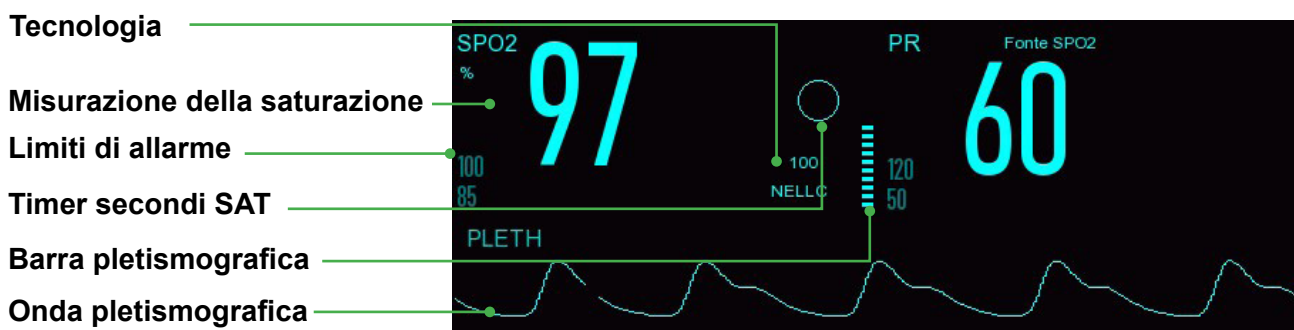 Tecnologia
Misurazione della saturazione
Limiti di allarme
Timer secondi SAT
Barra pletismografica
Onda pletismografica
SPO2
%
97
100
85
100
NELLC
PR
Fonte SPO2
60
120
50
PLETH